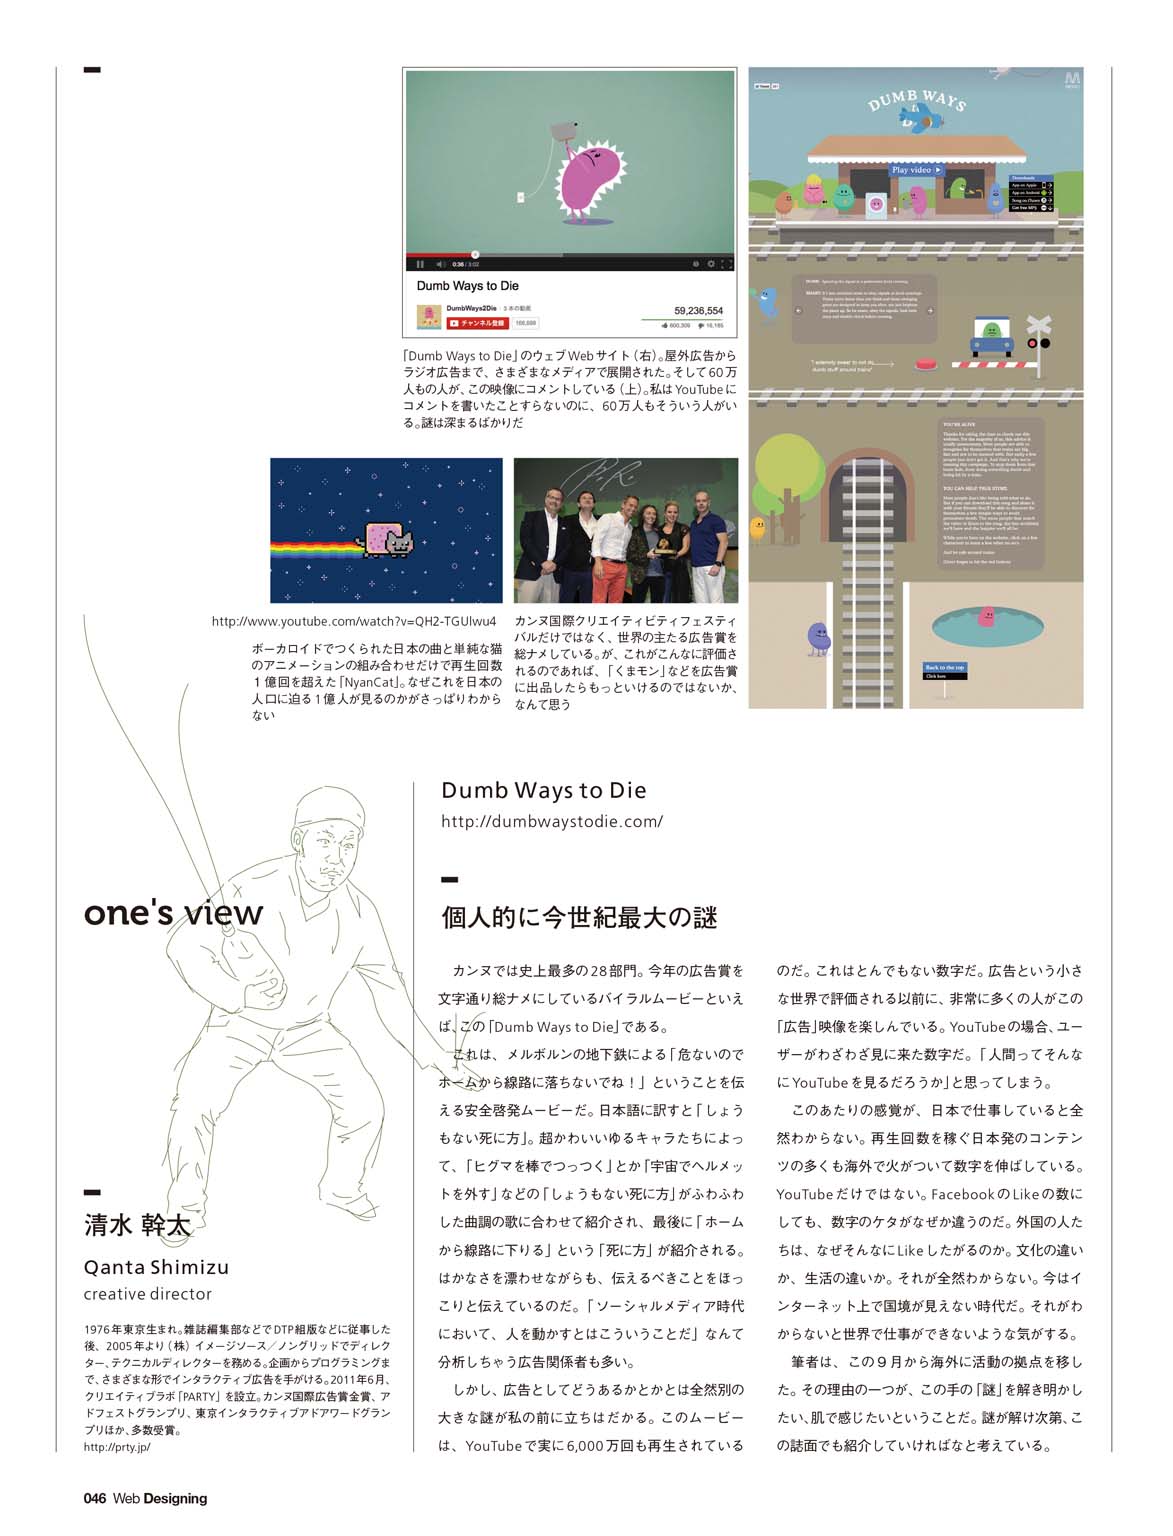 DUMB WAYS
to
Play video
Downloads
App on Apple
App on Android
Song on iTunes
Get free MP3
0:36 / 3:02
Dumb Ways to Die
DumbWays2Die · 3 本の動画
チャンネル登録
59,236,554
「Dumb Ways to Die」のウェブWebサイト（右）。屋外広告から
ラジオ広告まで、さまざまなメディアで展開された。そして60万
人もの人が、この映像にコメントしている（上）。私はYouTubeに
コメントを書いたことすらないのに、60万人もそういう人がい
る。謎は深まるばかりだ
YOU'RE ALIVE
YOU CAN HELP TRUE STORE.
"I solemnly swear to not do
dumb stuff around trains"
Back to the top
Click here
http://www.youtube.com/watch?v=QH2-TGUlwu4
ボーカロイドでつくられた日本の曲と単純な猫
のアニメーションの組み合わせだけで再生回数
１億回を超えた「NyanCat」。なぜこれを日本の
人口に迫る1億人が見るのかがさっぱりわから
ない
カンヌ国際クリエイティビティフェスティ
バルだけではなく、世界の主たる広告賞を
総ナメしている。が、これがこんなに評価さ
れるのであれば、「くまモン」などを広告賞
に出品したらもっといけるのではないか、
なんて思う
Dumb Ways to Die
http://dumbwaystodie.com/
one's view
個人的に今世紀最大の謎
カンヌでは史上最多の28部門。今年の広告賞を
文字通り総ナメにしているバイラルムービーといえ
ば、この「Dumb Ways to Die」である。
これは、メルボルンの地下鉄による「危ないので
ホームから線路に落ちないでね！」ということを伝
える安全啓発ムービーだ。日本語に訳すと「しょう
もない死に方」。超かわいいゆるキャラたちによっ
て、「ヒグマを棒でつっつく」とか「宇宙でヘルメッ
トを外す」などの「しょうもない死に方」がふわふわ
した曲調の歌に合わせて紹介され、最後に「ホーム
から線路に下りる」という「死に方」が紹介される。
はかなさを漂わせながらも、伝えるべきことをほっ
こりと伝えているのだ。「ソーシャルメディア時代
において、人を動かすとはこういうことだ」なんて
分析しちゃう広告関係者も多い。
しかし、広告としてどうあるかとかとは全然別の
大きな謎が私の前に立ちはだかる。このムービー
は、YouTubeで実に6,000万回も再生されている
のだ。これはとんでもない数字だ。広告という小さ
な世界で評価される以前に、非常に多くの人がこの
「広告」映像を楽しんでいる。YouTubeの場合、ユー
ザーがわざわざ見に来た数字だ。「人間ってそんな
にYouTubeを見るだろうか」と思ってしまう。
このあたりの感覚が、日本で仕事していると全
然わからない。再生回数を稼ぐ日本発のコンテン
ツの多くも海外で火がついて数字を伸ばしている。
YouTubeだけではない。FacebookのLikeの数に
しても、数字のケタがなぜか違うのだ。外国の人た
ちは、なぜそんなにLikeしたがるのか。文化の違い
か、生活の違いか。それが全然わからない。今はイ
ンターネット上で国境が見えない時代だ。それがわ
からないと世界で仕事ができないような気がする。
筆者は、この９月から海外に活動の拠点を移し
た。その理由の一つが、この手の「謎」を解き明かし
たい、肌で感じたいということだ。謎が解け次第、こ
の誌面でも紹介していければなと考えている。
清水 幹太
Qanta Shimizu
creative director
1976年東京生まれ。雑誌編集部などでDTP組版などに従事した
後、2005年より（株）イメージソース／ノングリッドでディレク
ター、テクニカルディレクターを務める。企画からプログラミングま
で、さまざまな形でインタラクティブ広告を手がける。2011年6月、
クリエイティブラボ「PARTY」を設立。カンヌ国際広告賞金賞、ア
ドフェストグランプリ、東京インタラクティブアドアワードグラン
プリほか、多数受賞。
http://prty.jp/
046 Web Designing